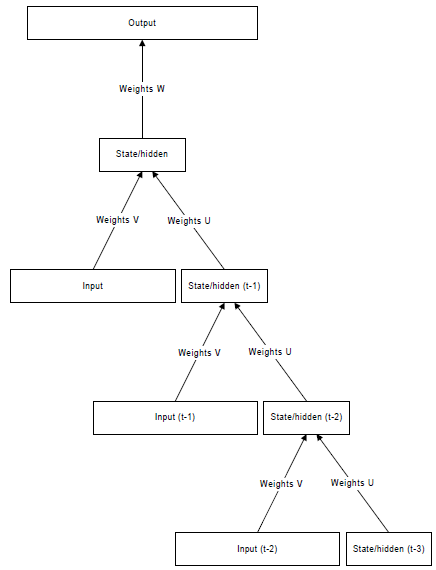 Output
Weights W
State/hidden
Weights V
Weights U
Input
State/hidden (t-1)
Weights V
Weights U
Input (t-1)
State/hidden (t-2)
Weights V
Weights U
Input (t-2)
State/hidden (t-3)